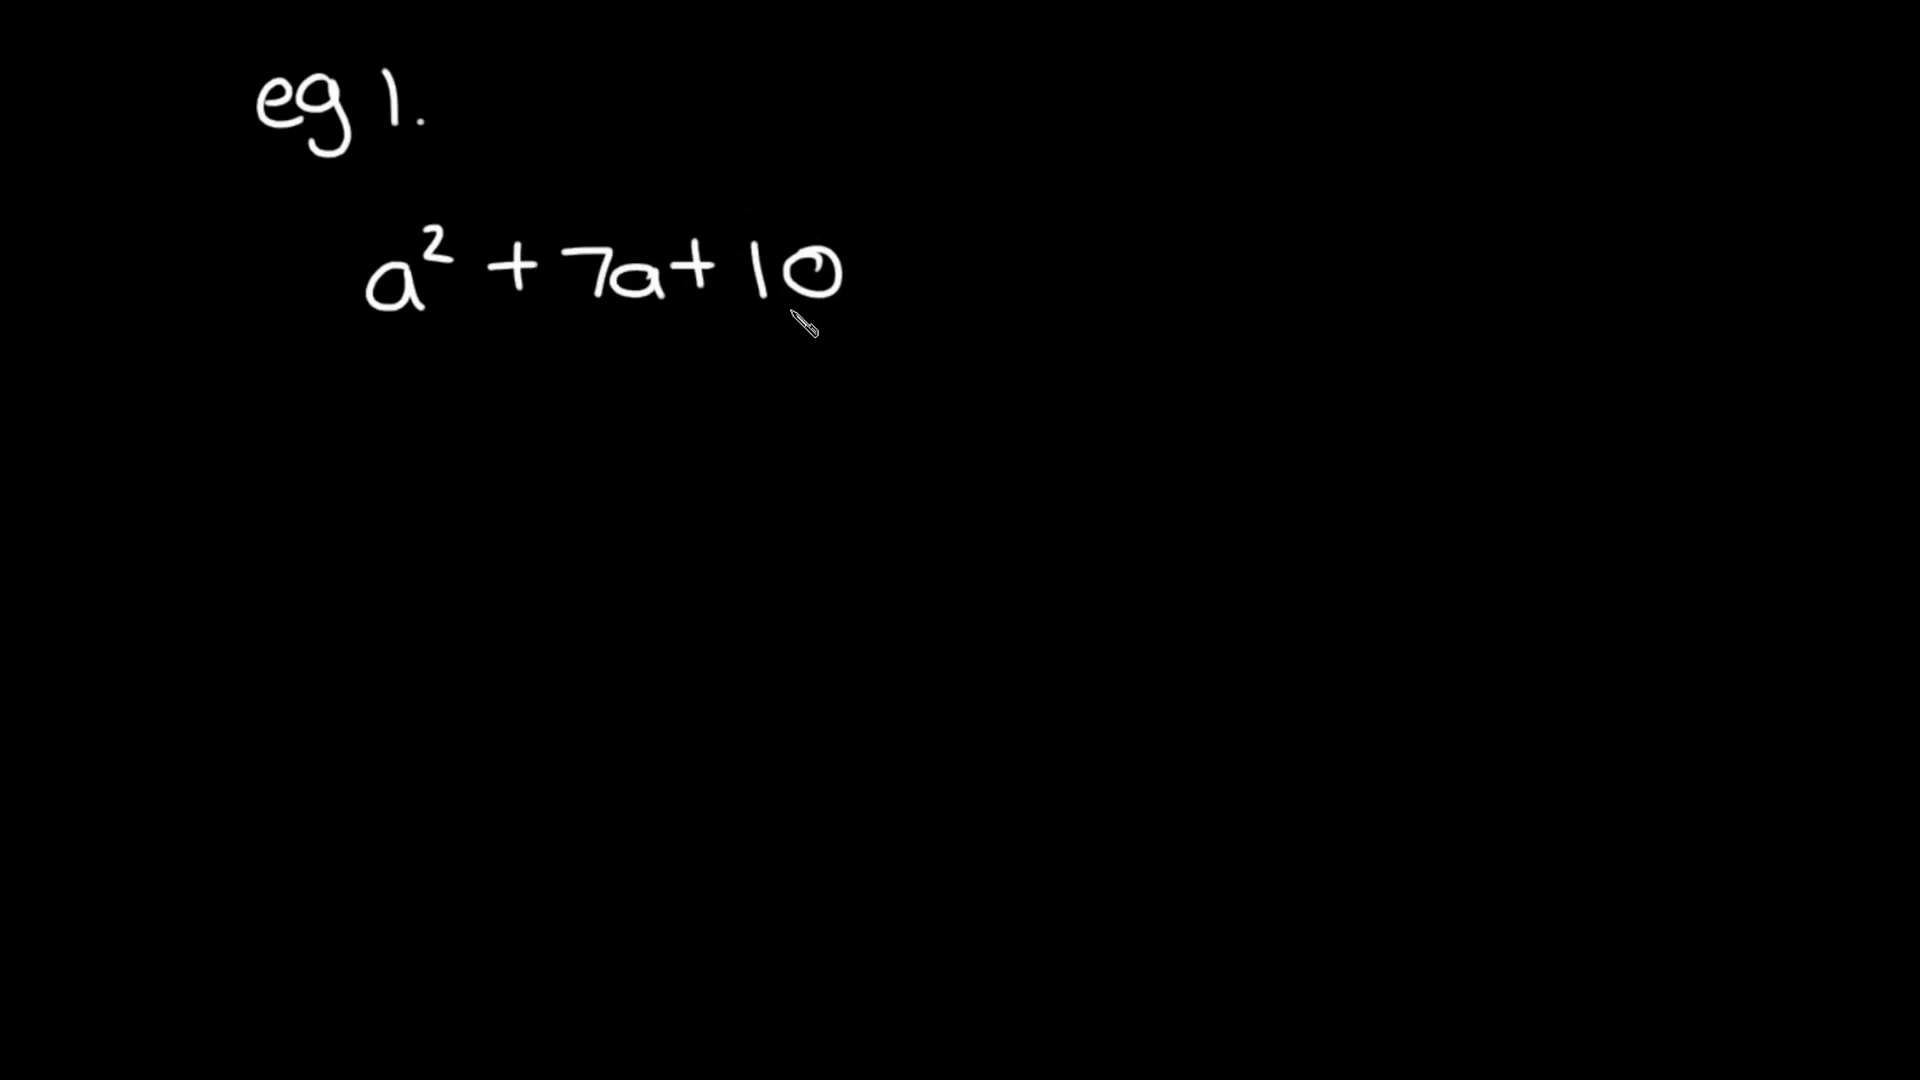 eg 1.
a² + 7a + 10